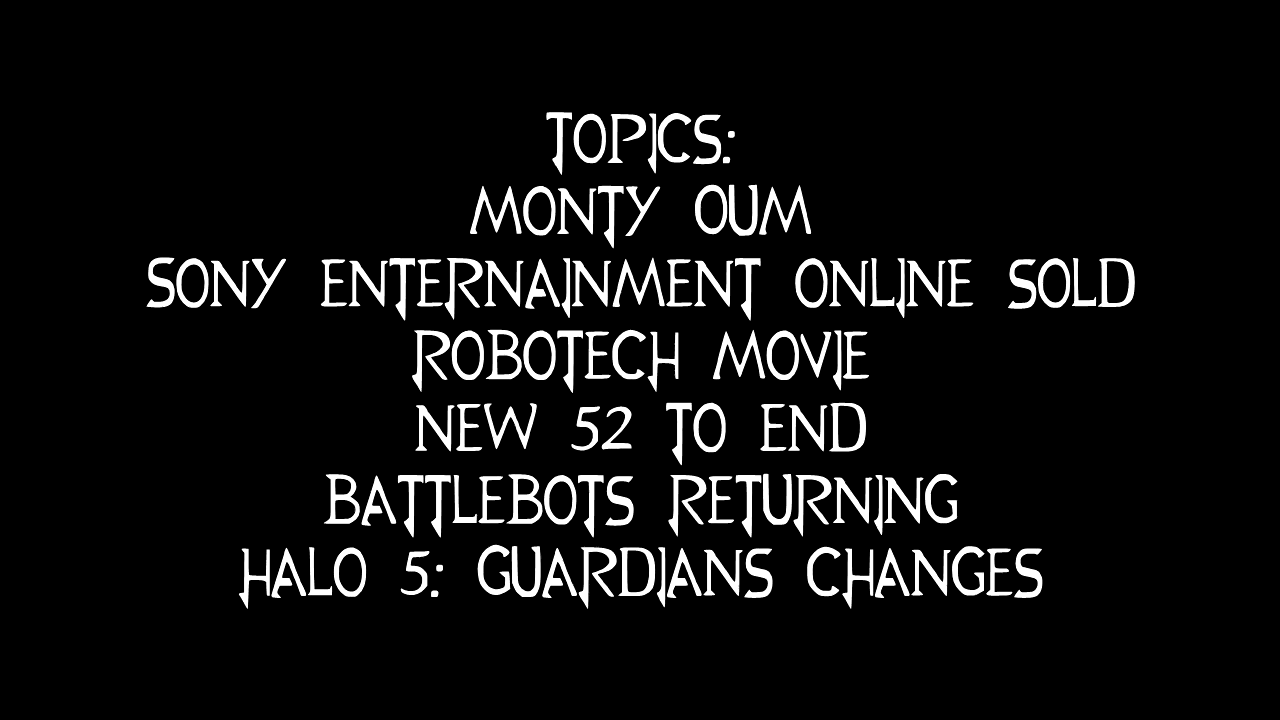 TOPICS:
MONTY OUM
SONY ENTERNAINMENT ONLINE SOLD
ROBOTECH MOVIE
NEW 52 TO END
BATTLEBOTS RETURNING
HALO 5: GUARDIANS CHANGES